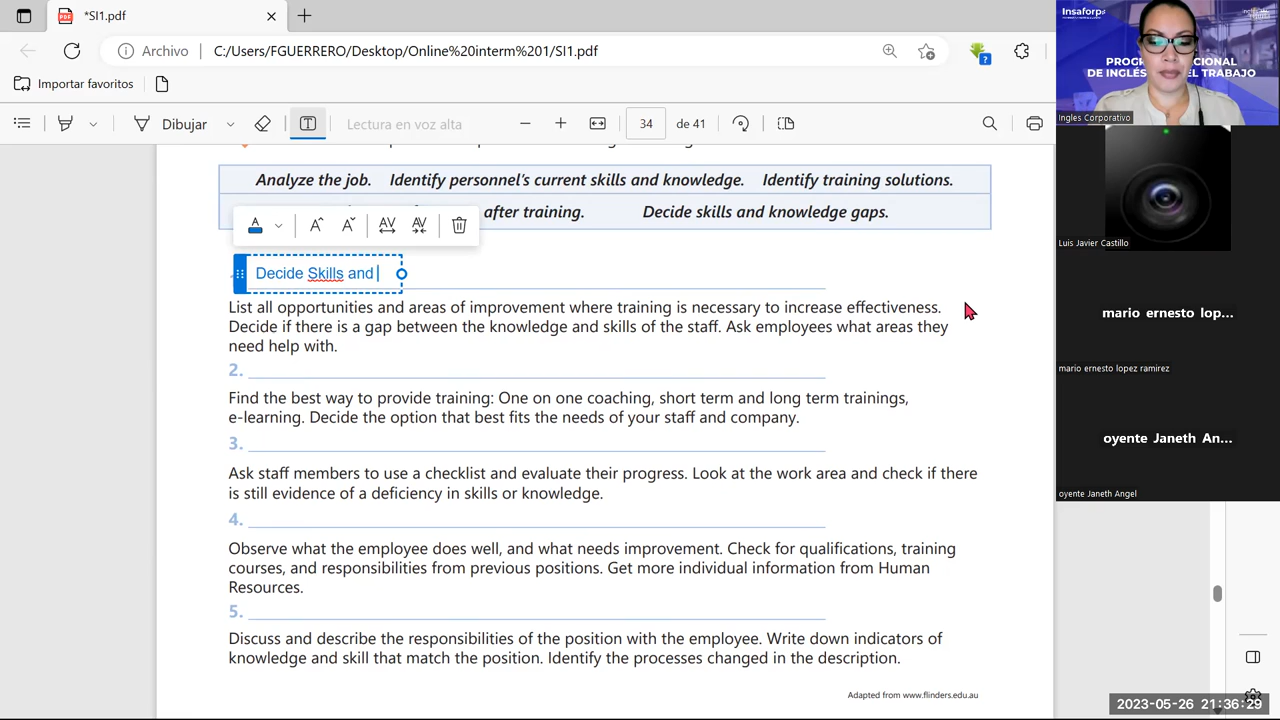 *SI1.pdf
Archivo C:/Users/FGUERRERO/Desktop/Online%20interm%201/SI1.pdf
Importar favoritos
Dibujar Lectura en voz alta 34 de 41
Analyze the job. Identify personnel's current skills and knowledge. Identify training solutions.
after training. Decide skills and knowledge gaps.
Decide Skills and
List all opportunities and areas of improvement where training is necessary to increase effectiveness.
Decide if there is a gap between the knowledge and skills of the staff. Ask employees what areas they
need help with.
2.
Find the best way to provide training: One on one coaching, short term and long term trainings,
e-learning. Decide the option that best fits the needs of your staff and company.
3.
Ask staff members to use a checklist and evaluate their progress. Look at the work area and check if there
is still evidence of a deficiency in skills or knowledge.
4.
Observe what the employee does well, and what needs improvement. Check for qualifications, training
courses, and responsibilities from previous positions. Get more individual information from Human
Resources.
5.
Discuss and describe the responsibilities of the position with the employee. Write down indicators of
knowledge and skill that match the position. Identify the processes changed in the description.
Adapted from www.flinders.edu.au
Insaforp
DE INGLÉS EL TRABAJO
Ingles Corporativo
Luis Javier Castillo
mario ernesto lop...
mario ernesto lopez ramirez
oyente Janeth An...
oyente Janeth Angel
2023-05-26 21:36:29